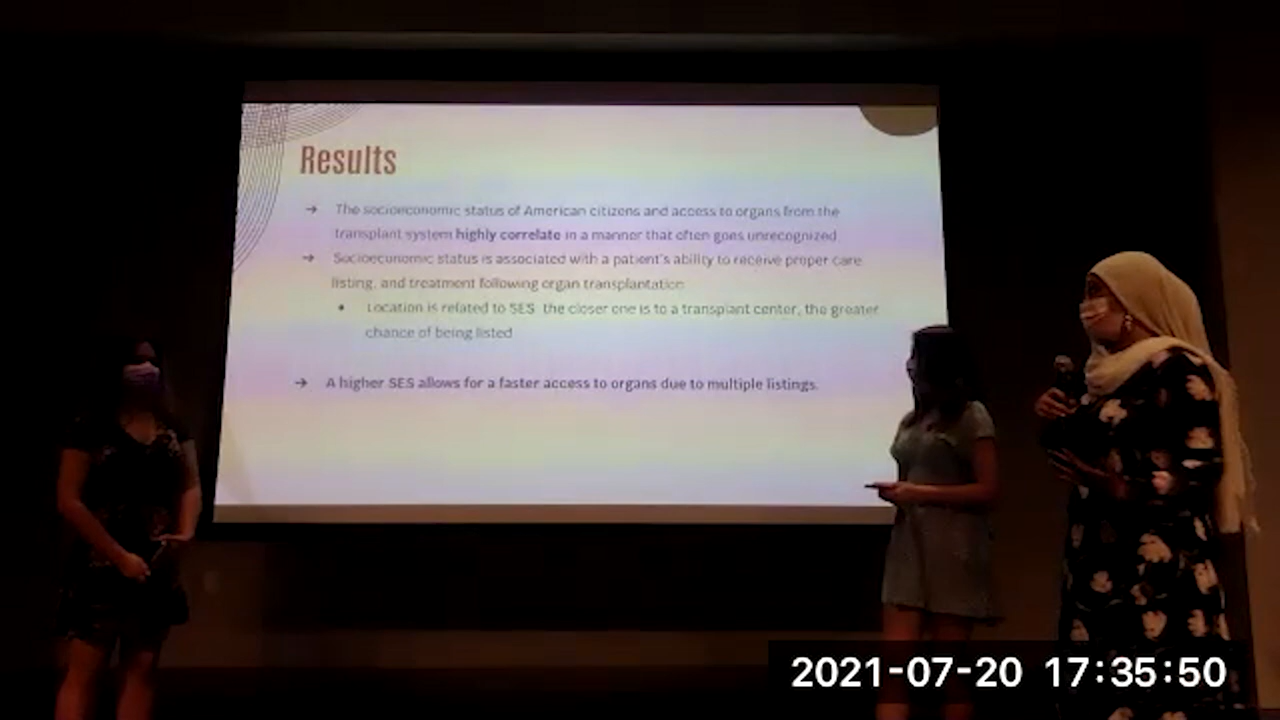 Results
→ The socioeconomic status of American citizens and access to organs from the
transplant system highly correlate in a manner that often goes unrecognized
→ Socioeconomic status is associated with a patient's ability to receive proper care
listing, and treatment following organ transplantation
• Location is related to SES the closer one is to a transplant center, the greater
chance of being listed
→ A higher SES allows for a faster access to organs due to multiple listings.
2021-07-20 17:35:50